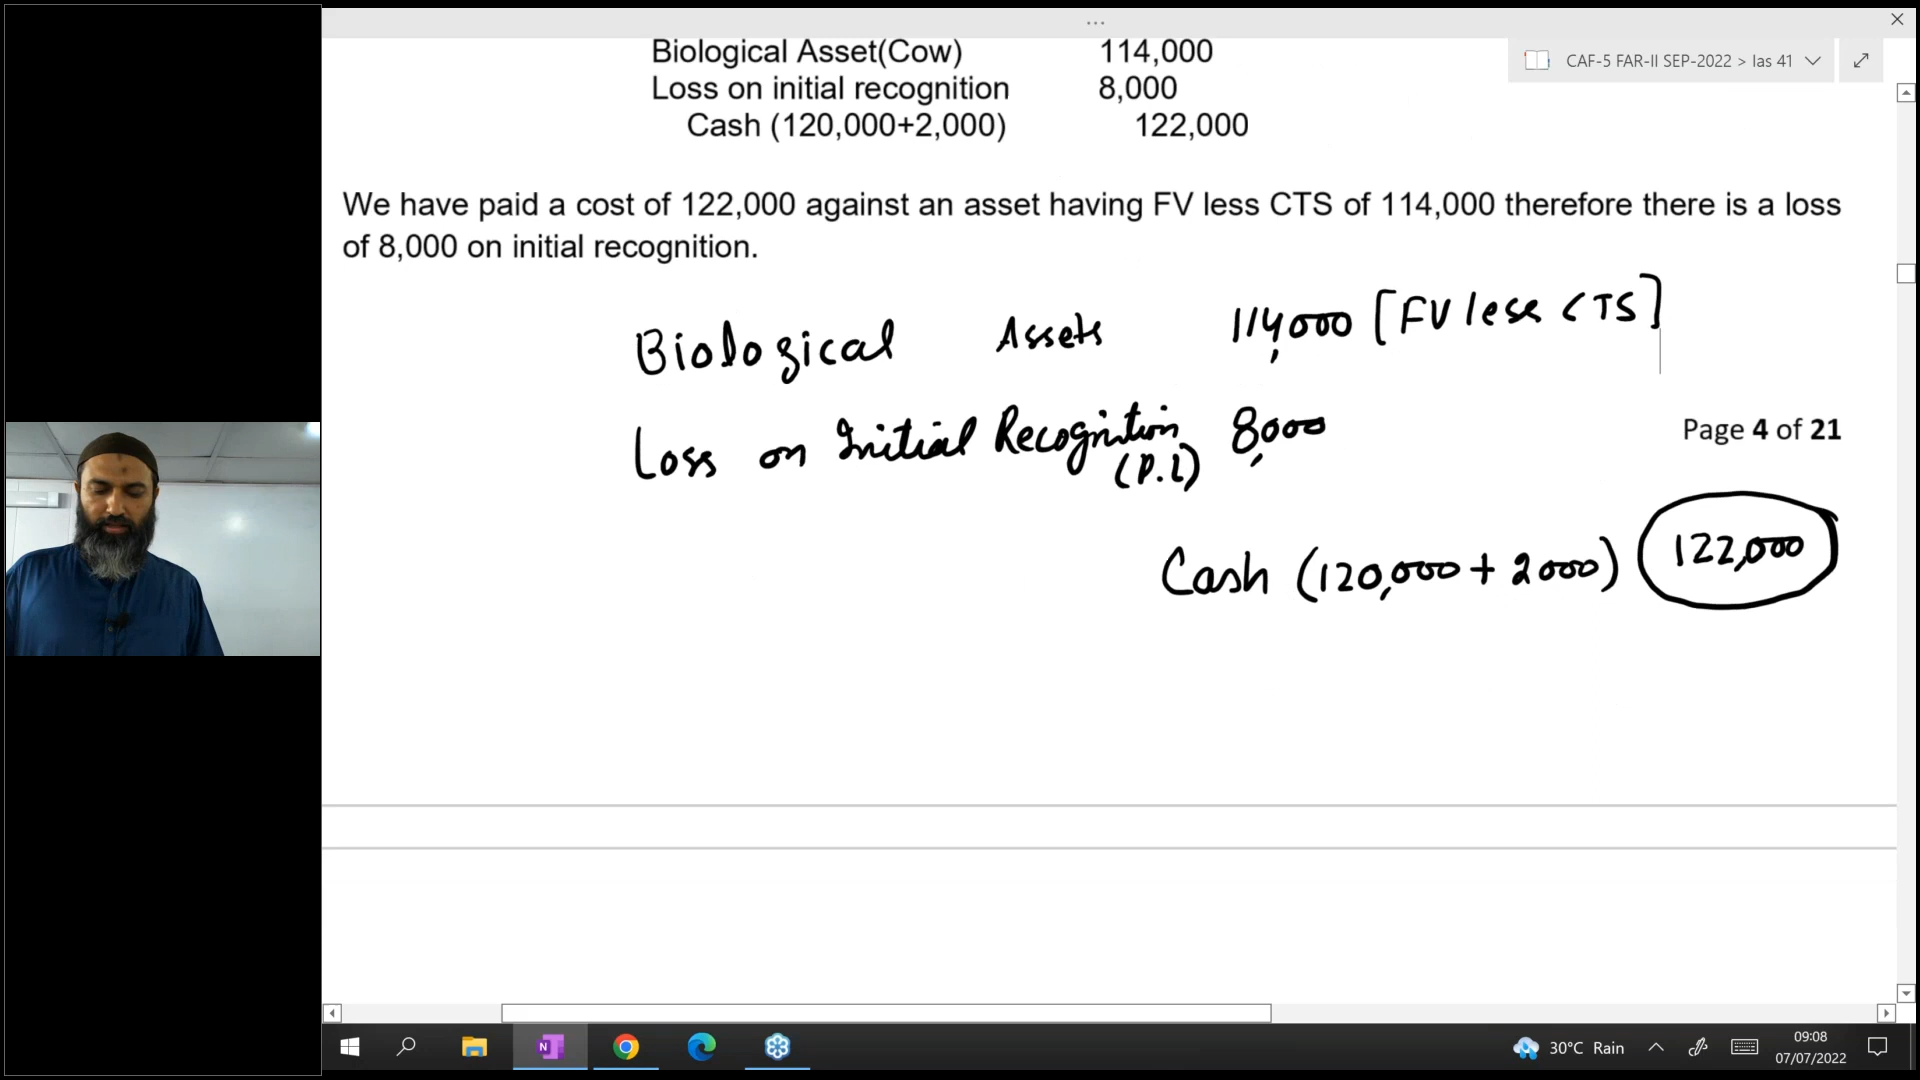 Biological Asset(Cow) 114,000
CAF-5 FAR-II SEP-2022 > Ias 41
Loss on initial recognition 8,000
Cash (120,000+2,000) 122,000
We have paid a cost of 122,000 against an asset having FV less CTS of 114,000 therefore there is a loss
of 8,000 on initial recognition.
Biological Assets 114,000 [FV less CTS]
Loss on Initial Recognition 8,000
(P.L)
Page 4 of 21
Cash (120,000 + 2000) 122,000
30°C Rain
09:08
07/07/2022